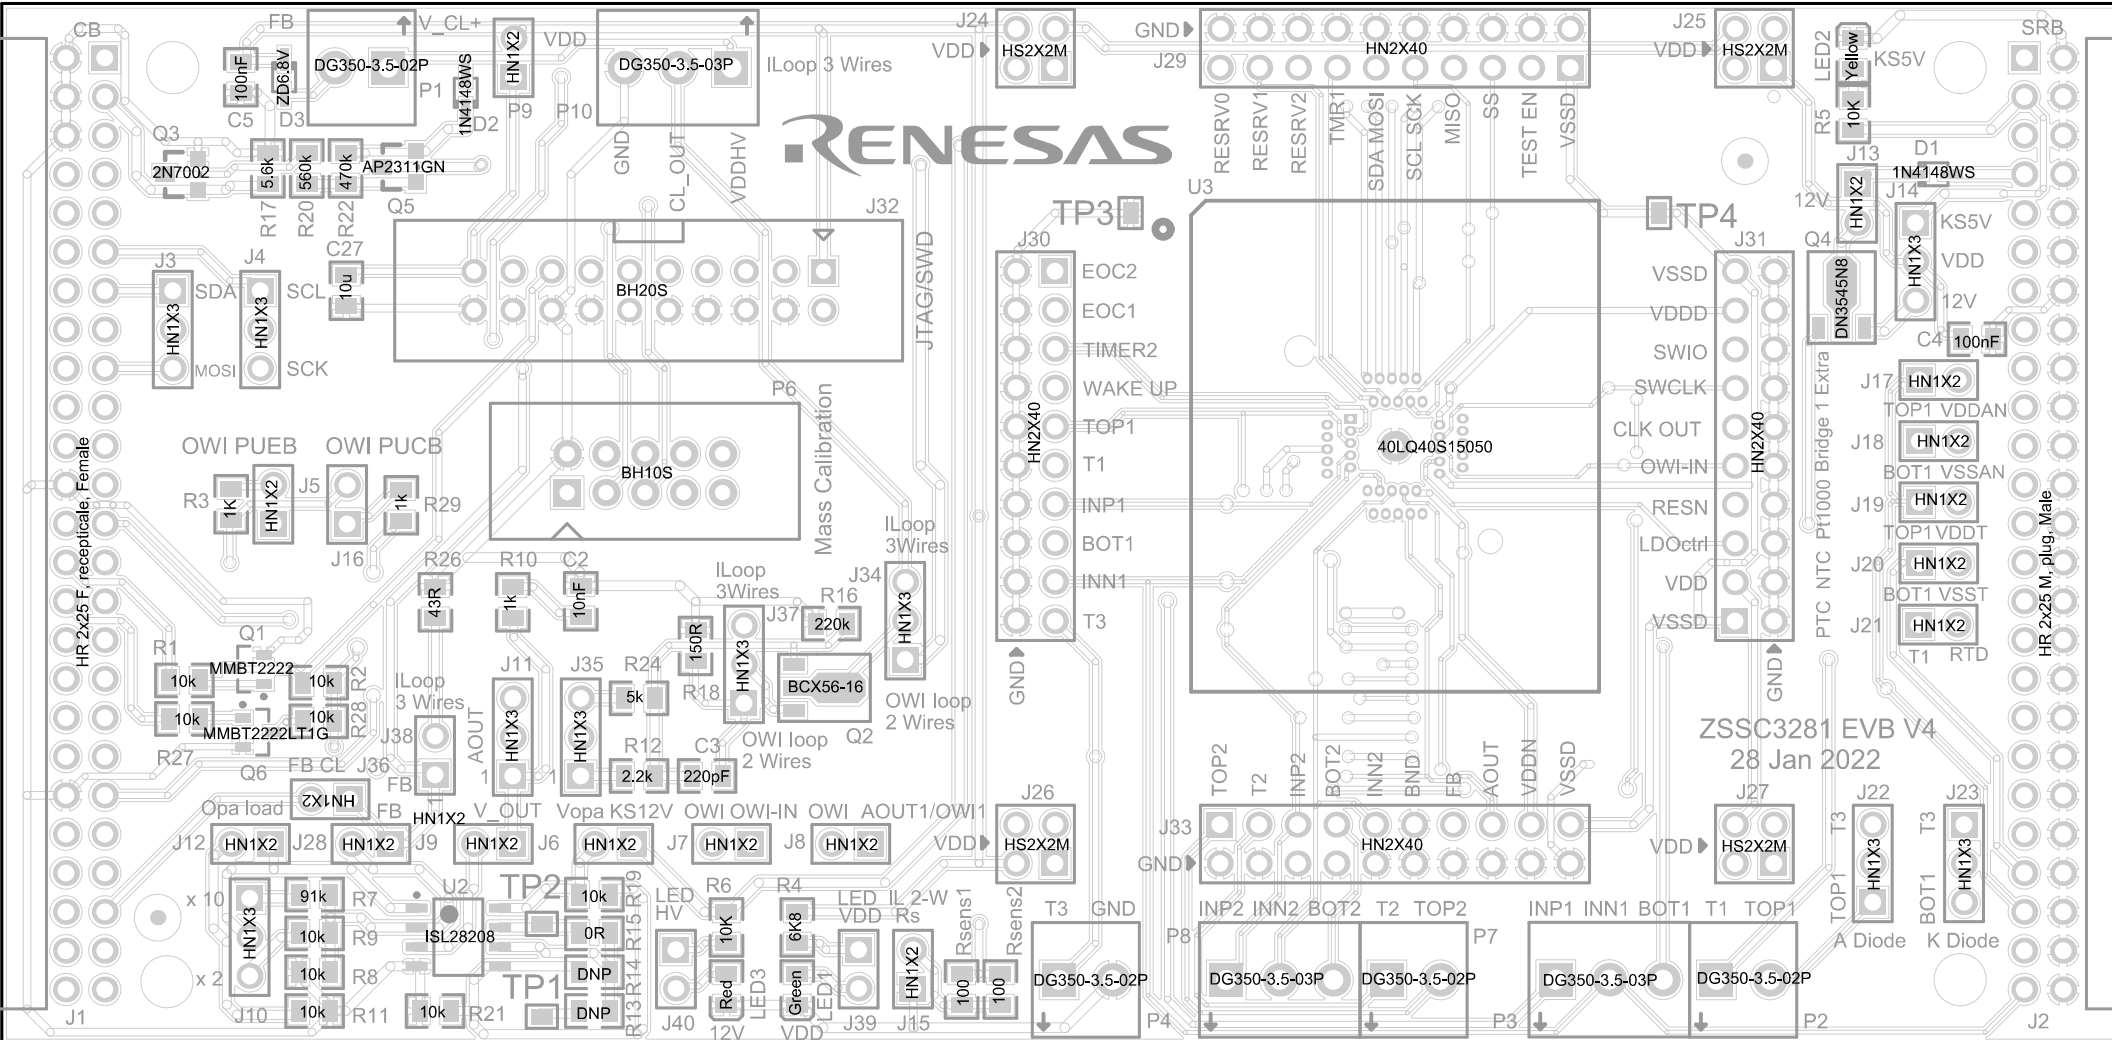 CB
FB
V_CL+
VDD
J24
VDD
GND
J29
J25
VDD
SRB
LED2
Yellow
KS5V
100nF
ZD6.8V
DG350-3.5-02P
P1
1N4148WS
HN1X2
DG350-3.5-03P
ILoop 3 Wires
HS2X2M
HN2X40
HS2X2M
C5
D3
D2
P9
P10
R5
10K
Q3
2N7002
5.6k
560k
470k
AP2311GN
GND
CL_OUT
VDDHV
RENESAS
RESRV0
RESRV1
RESRV2
TMR1
SDA MOSI
SCL SCK
MISO
SS
TEST EN
VSSD
J13
D1
1N4148WS
12V
HN1X2
J14
R17
R20
R22
Q5
J32
TP3
U3
TP4
KS5V
VDD
12V
HN1X3
C27
10u
BH20S
JTAG/SWD
J30
J31
Q4
DN3545N8
J3
SDA
HN1X3
MOSI
J4
SCL
HN1X3
SCK
EOC2
EOC1
TIMER2
WAKE UP
TOP1
T1
INP1
BOT1
INN1
T3
HN2X40
GND
VSSD
VDDD
SWIO
SWCLK
CLK OUT
OWI-IN
RESN
LDOctrl
VDD
VSSD
HN2X40
GND
40LQ40S15050
C4
100nF
J17
HN1X2
TOP1 VDDAN
J18
HN1X2
BOT1 VSSAN
J19
HN1X2
TOP1 VDDT
J20
HN1X2
BOT1 VSST
J21
HN1X2
T1
RTD
PTC NTC Pt1000 Bridge 1 Extra
HR 2x25 F, recepticale, Female
HR 2x25 M, plug, Male
P6
BH10S
Mass Calibration
OWI PUEB
OWI PUCB
R3
1K
HN1X2
J5
J16
1k
R29
R26
43R
R10
1k
C2
10nF
ILoop
3Wires
J37
R16
220k
ILoop
3Wires
J34
HN1X3
150R
R18
HN1X3
BCX56-16
Q2
OWI loop
2 Wires
OWI loop
2 Wires
R1
10k
Q1
MMBT2222
10k
R2
10k
MMBT2222LT1G
10k
R28
R27
Q6
ILoop
3 Wires
J38
J36
FB
1
AOUT
J11
HN1X3
1
J35
HN1X3
1
R24
5k
R12
2.2k
C3
220pF
FB CL
HN1X2
HN1X2
Opa load
FB
V_OUT
Vopa KS12V
OWI OWI-IN
OWI
AOUT1/OWI1
J12
HN1X2
J28
HN1X2
J9
HN1X2
J6
HN1X2
J7
HN1X2
J8
HN1X2
J26
VDD
HS2X2M
TOP2
T2
INP2
BOT2
INN2
BND
FB
AOUT
VDDN
VSSD
J33
GND
HN2X40
ZSSC3281 EVB V4
28 Jan 2022
J27
VDD
HS2X2M
J22
T3
HN1X3
TOP1
A Diode
J23
T3
HN1X3
BOT1
K Diode
x 10
HN1X3
x 2
J10
91k
R7
10k
R9
10k
R8
10k
R11
U2
ISL28208
10k
R21
TP2
TP1
10k
R19
0R
R15
DNP
R14
DNP
R13
LED
HV
J40
R6
10K
Red
LED3
12V
R4
6K8
Green
LED1
VDD
LED
VDD
J39
IL 2-W
Rs
HN1X2
J15
Rsens1
100
Rsens2
100
T3
GND
DG350-3.5-02P
P4
INP2
INN2
BOT2
T2
TOP2
P8
DG350-3.5-03P
DG350-3.5-02P
P7
INP1
INN1
BOT1
T1
TOP1
P3
DG350-3.5-03P
DG350-3.5-02P
P2
J1
J2